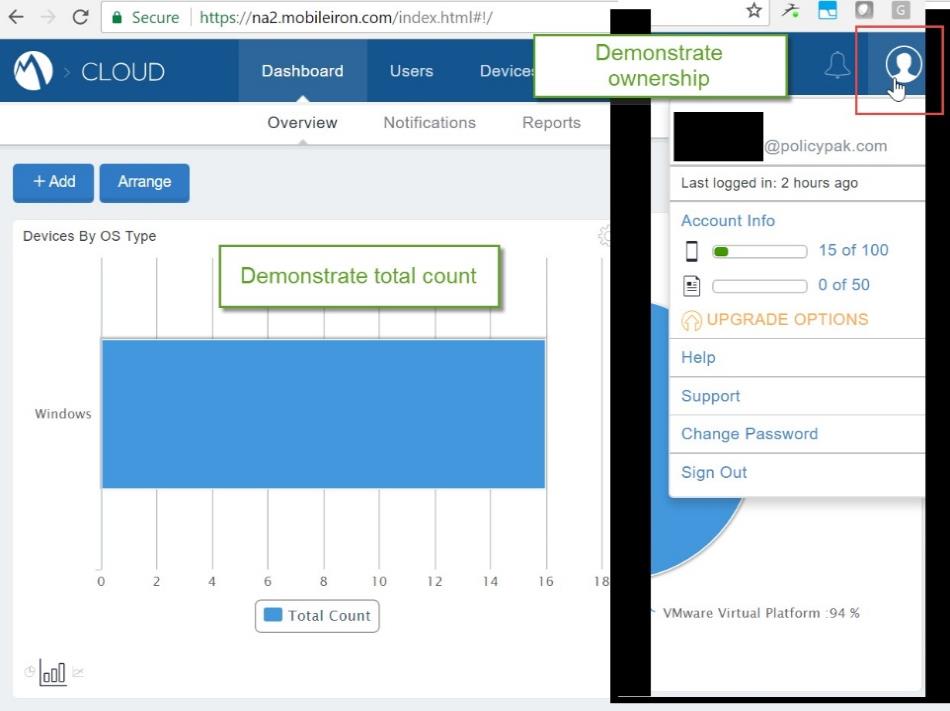 Secure https://na2.mobileiron.com/index.html#!/
G
CLOUD Dashboard Users Devices
Demonstrate
ownership
Overview Notifications Reports
@policypak.com
+ Add Arrange
Last logged in: 2 hours ago
Devices By OS Type
Account Info
15 of 100
Demonstrate total count
0 of 50
UPGRADE OPTIONS
Help
Support
Windows
Change Password
Sign Out
0 2 4 6 8 10 12 14 16 18
Total Count
VMware Virtual Platform :94 %